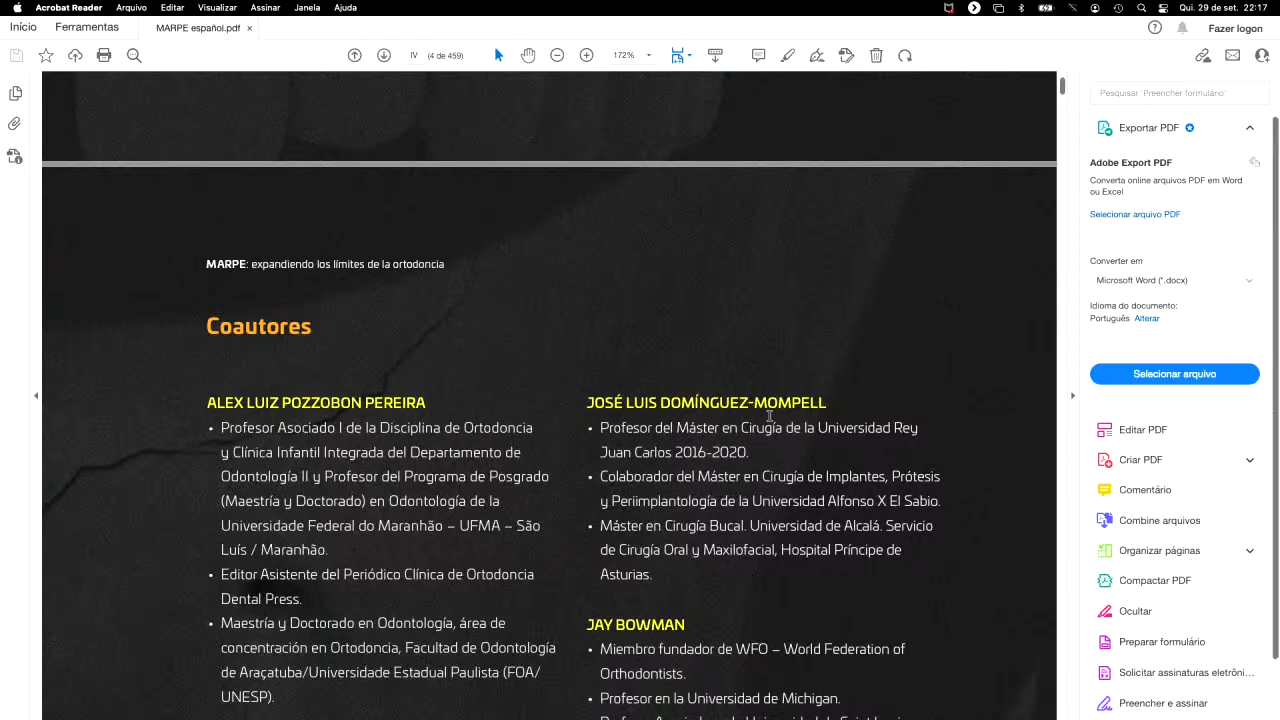 Acrobat Reader Arquivo Editar Visualizar Assinar Janela Ajuda Qui. 29 de set. 22:17
Início Ferramentas MARPE español.pdf × Fazer logon
IV (4 de 459) 172%
MARPE: expandiendo los límites de la ortodoncia
Coautores
ALEX LUIZ POZZOBON PEREIRA
• Profesor Asociado I de la Disciplina de Ortodoncia
y Clínica Infantil Integrada del Departamento de
Odontología II y Profesor del Programa de Posgrado
(Maestría y Doctorado) en Odontología de la
Universidade Federal do Maranhão – UFMA – São
Luís / Maranhão.
• Editor Asistente del Periódico Clínica de Ortodoncia
Dental Press.
• Maestría y Doctorado en Odontología, área de
concentración en Ortodoncia, Facultad de Odontología
de Araçatuba/Universidade Estadual Paulista (FOA/
UNESP).
JOSÉ LUIS DOMÍNGUEZ-MOMPELL
• Profesor del Máster en Cirugía de la Universidad Rey
Juan Carlos 2016-2020.
• Colaborador del Máster en Cirugía de Implantes, Prótesis
y Periimplantología de la Universidad Alfonso X El Sabio.
• Máster en Cirugía Bucal. Universidad de Alcalá. Servicio
de Cirugía Oral y Maxilofacial, Hospital Príncipe de
Asturias.
JAY BOWMAN
• Miembro fundador de WFO – World Federation of
Orthodontists.
• Profesor en la Universidad de Michigan.
Pesquisar 'Preencher formulário'
Exportar PDF
Adobe Export PDF
Converta online arquivos PDF em Word
ou Excel
Selecionar arquivo PDF
Converter em
Microsoft Word (*.docx)
Idioma do documento:
Português Alterar
Selecionar arquivo
Editar PDF
Criar PDF
Comentário
Combine arquivos
Organizar páginas
Compactar PDF
Ocultar
Preparar formulário
Solicitar assinaturas eletrôni...
Preencher e assinar